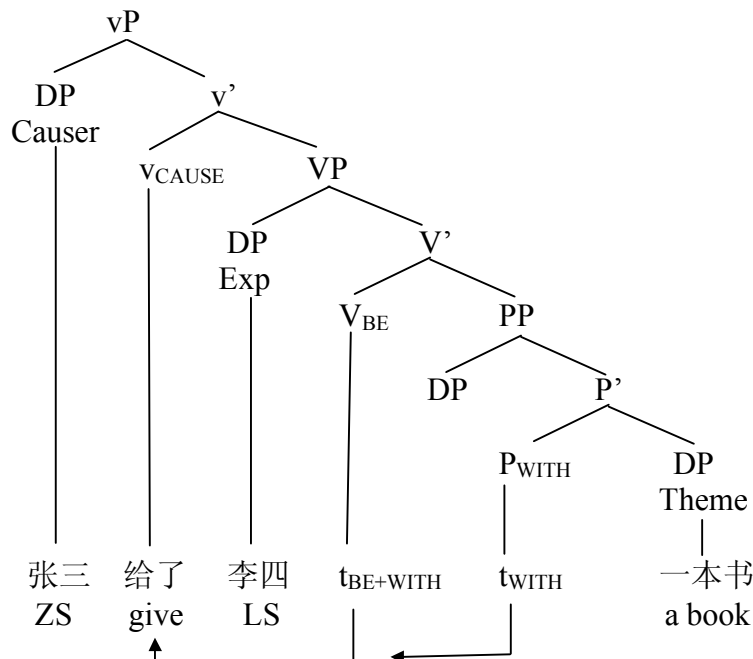 vP
DP v’
Causer
vCAUSE VP
DP V’
Exp
VBE PP
DP P’
PWITH DP
Theme
张三 给了 李四 tBE+WITH tWITH 一本书
ZS give LS a book